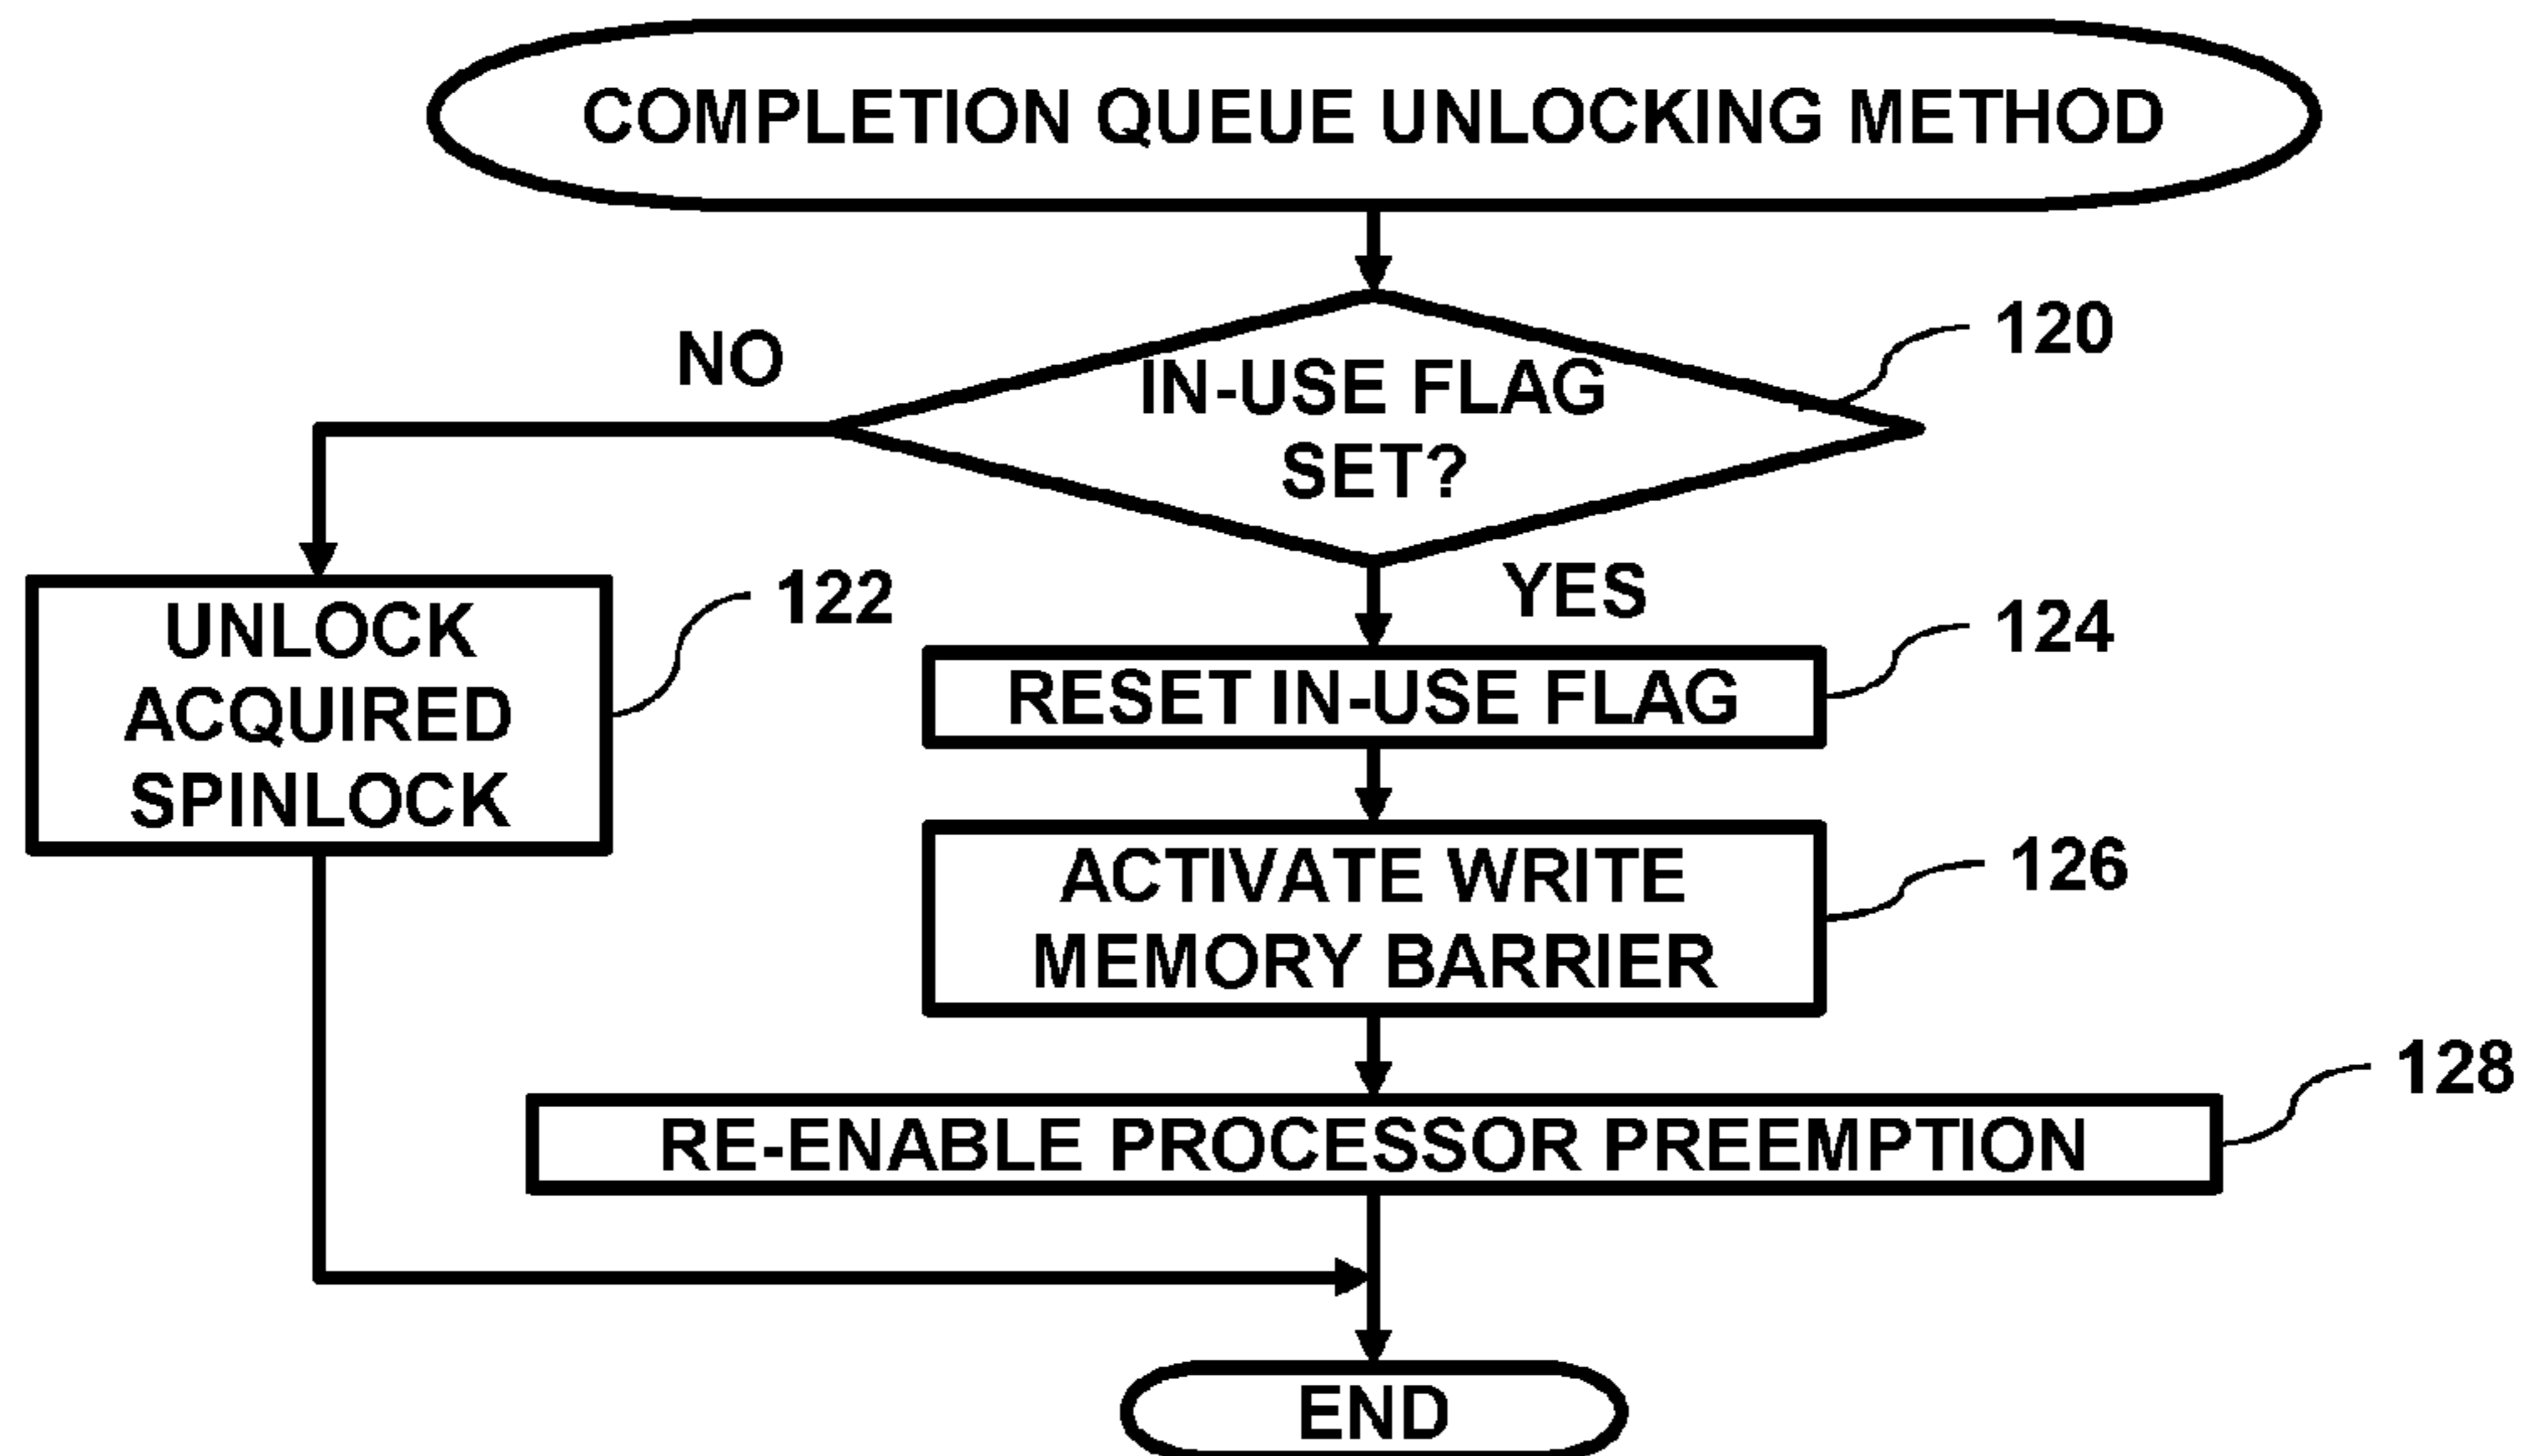 COMPLETION QUEUE UNLOCKING METHOD
120
NO
IN-USE FLAG
SET?
YES
122
UNLOCK
ACQUIRED
SPINLOCK
124
RESET IN-USE FLAG
126
ACTIVATE WRITE
MEMORY BARRIER
128
RE-ENABLE PROCESSOR PREEMPTION
END